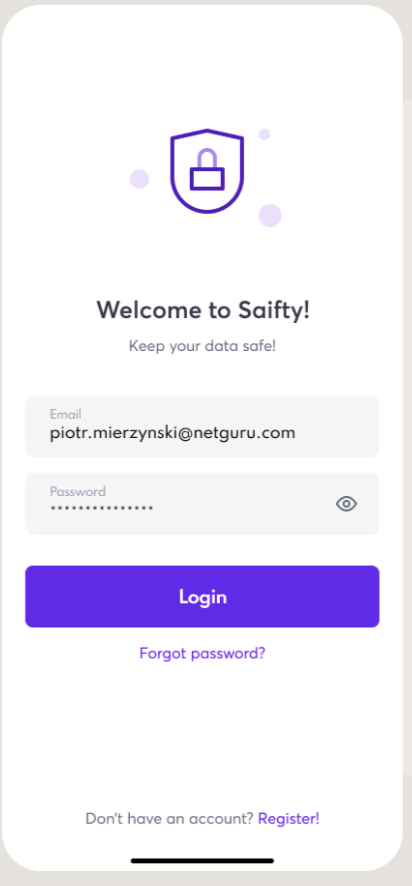 Welcome to Saifty!
Keep your data safe!
Email
piotr.mierzynski@netguru.com
Password
•••••••••••••••
Login
Forgot password?
Don't have an account? Register!